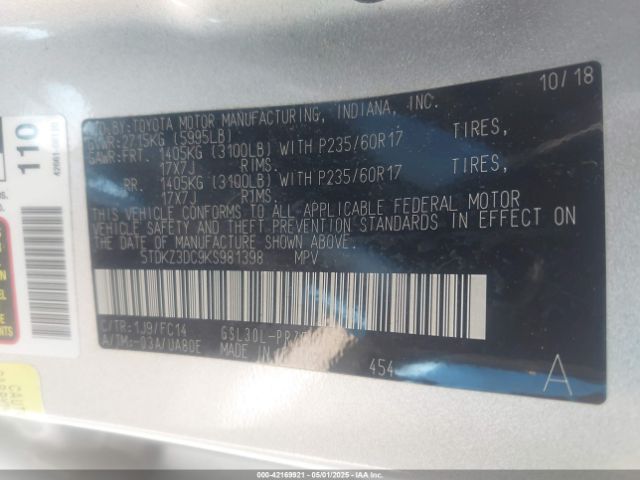 10/18
MFD.BY:TOYOTA MOTOR MANUFACTURING, INDIANA, INC.
GVWR:2715KG (5995LB)
GAWR:FRT. 1405KG (3100LB) WITH P235/60R17 TIRES,
17X7J RIMS.
RR. 1405KG (3100LB) WITH P235/60R17 TIRES,
17X7J RIMS.
THIS VEHICLE CONFORMS TO ALL APPLICABLE FEDERAL MOTOR
VEHICLE SAFETY AND THEFT PREVENTION STANDARDS IN EFFECT ON
THE DATE OF MANUFACTURE SHOWN ABOVE.
5TDKZ3DC9KS981398 MPV
C/TR:1J9/FC14
A/TM:-03A/UA80E MADE IN
454
A
110
000-42169921 - 05/01/2025 - iaai.com